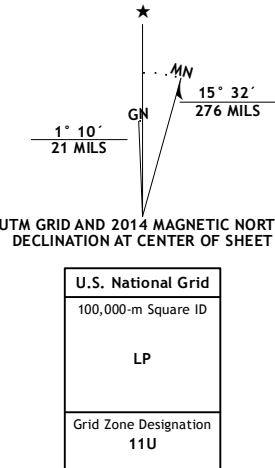 ★
MN
GN
1° 10´
21 MILS
15° 32´
276 MILS
UTM GRID AND 2014 MAGNETIC NORT
DECLINATION AT CENTER OF SHEET
U.S. National Grid
100,000-m Square ID
LP
Grid Zone Designation
11U